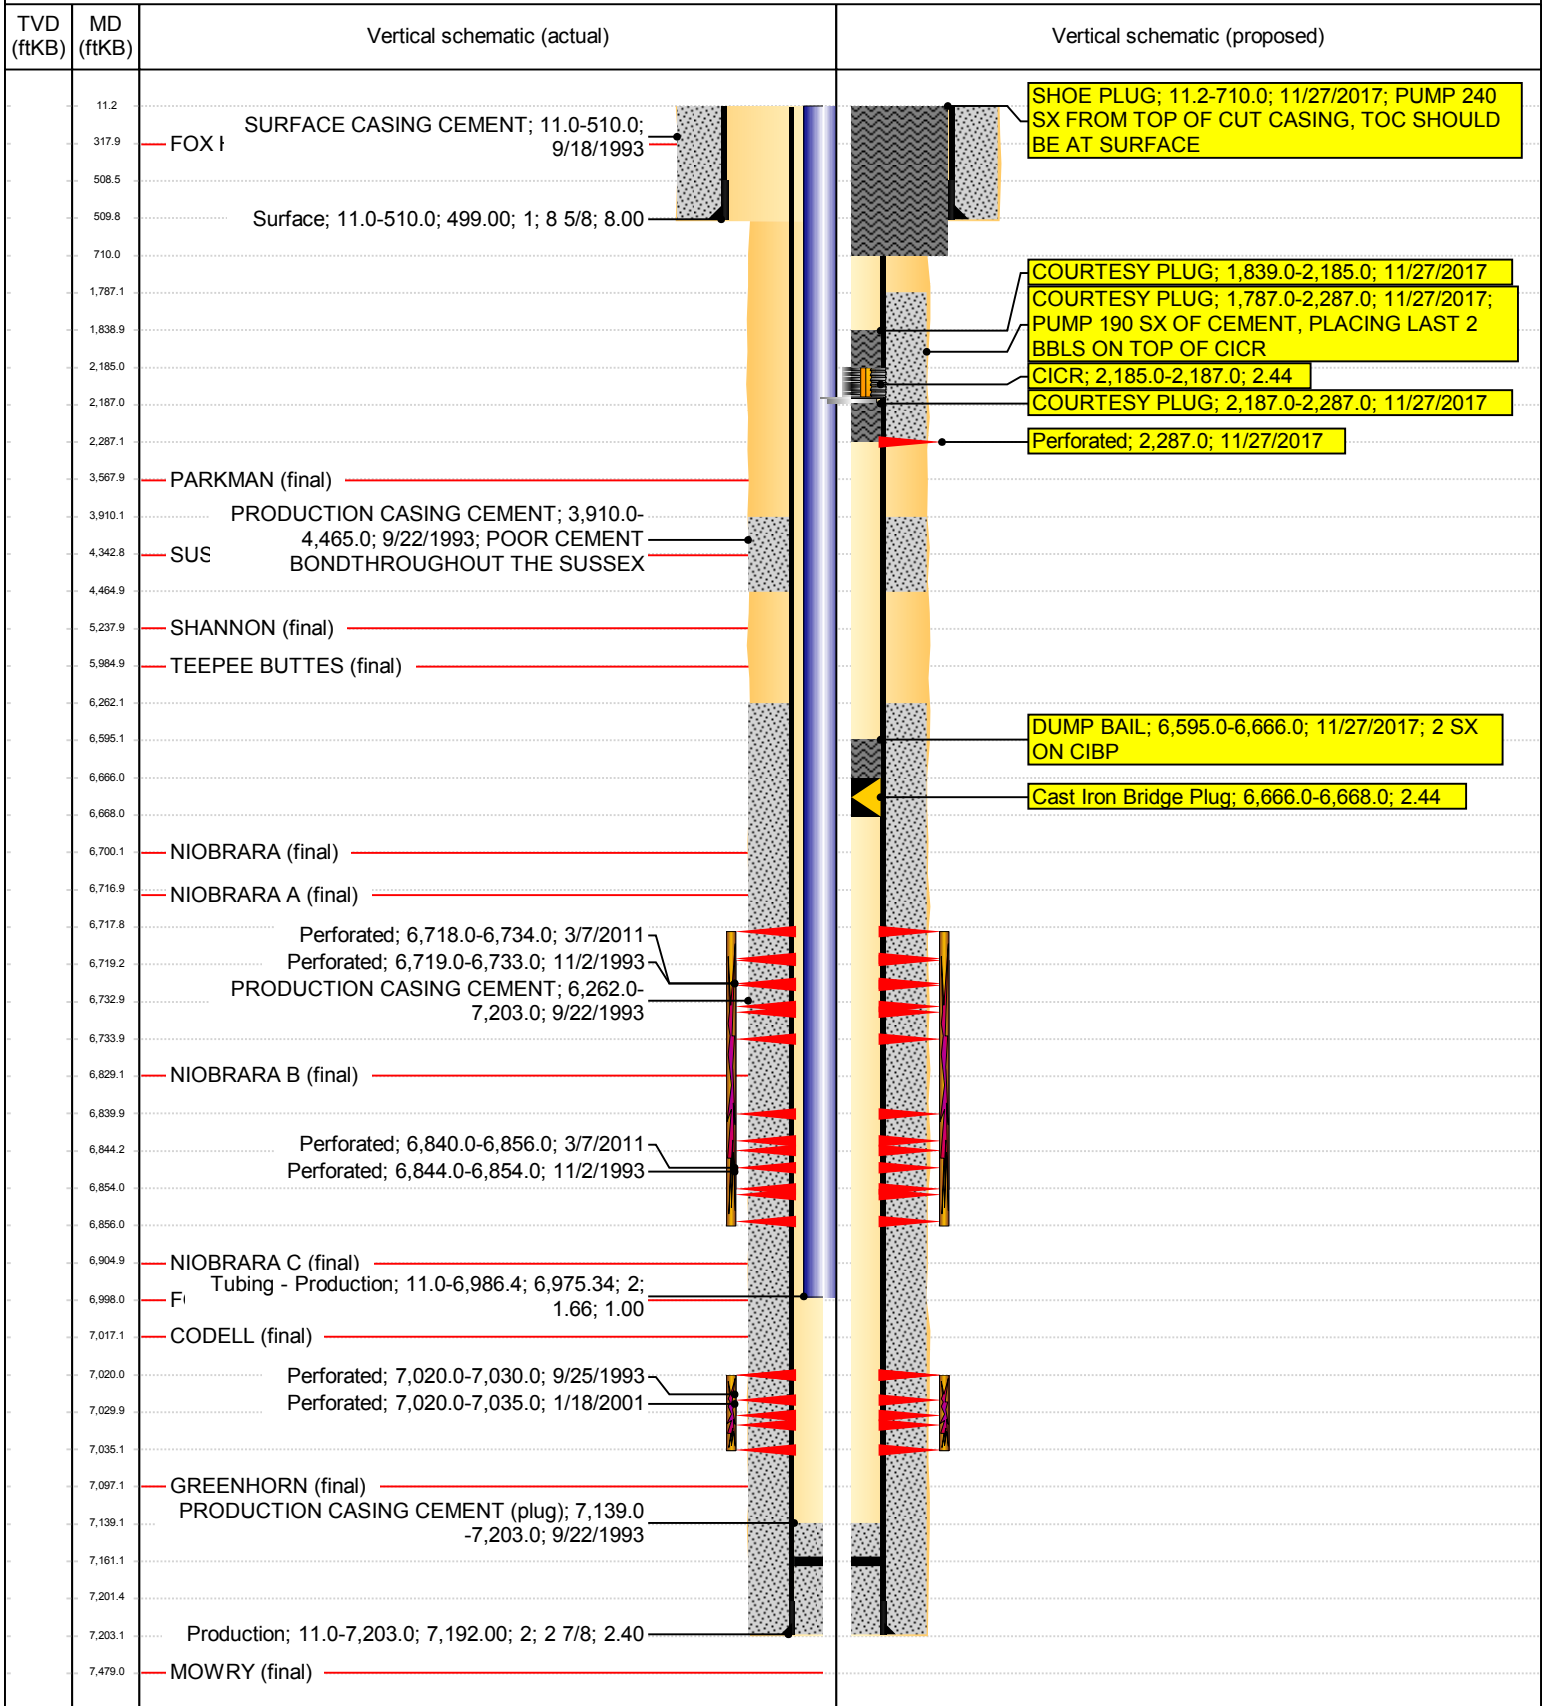 TVD
(ftKB)
MD
(ftKB)
Vertical schematic (actual)
Vertical schematic (proposed)
11.2
317.9
508.5
509.8
710.0
1,787.1
1,838.9
2,185.0
2,187.0
2,287.1
3,567.9
3,910.1
4,342.8
4,464.9
5,237.9
5,984.9
6,262.1
6,595.1
6,666.0
6,668.0
6,700.1
6,716.9
6,717.8
6,719.2
6,732.9
6,733.9
6,829.1
6,839.9
6,844.2
6,854.0
6,856.0
6,904.9
6,998.0
7,017.1
7,020.0
7,029.9
7,035.1
7,097.1
7,139.1
7,161.1
7,201.4
7,203.1
7,479.0
SURFACE CASING CEMENT; 11.0-510.0;
9/18/1993
FOX
Surface; 11.0-510.0; 499.00; 1; 8 5/8; 8.00
PARKMAN (final)
PRODUCTION CASING CEMENT; 3,910.0-
4,465.0; 9/22/1993; POOR CEMENT
BONDTHROUGHOUT THE SUSSEX
SUS
SHANNON (final)
TEEPEE BUTTES (final)
NIOBRARA (final)
NIOBRARA A (final)
Perforated; 6,718.0-6,734.0; 3/7/2011
Perforated; 6,719.0-6,733.0; 11/2/1993
PRODUCTION CASING CEMENT; 6,262.0-
7,203.0; 9/22/1993
NIOBRARA B (final)
Perforated; 6,840.0-6,856.0; 3/7/2011
Perforated; 6,844.0-6,854.0; 11/2/1993
NIOBRARA C (final)
Tubing - Production; 11.0-6,986.4; 6,975.34; 2;
1.66; 1.00
CODELL (final)
Perforated; 7,020.0-7,030.0; 9/25/1993
Perforated; 7,020.0-7,035.0; 1/18/2001
GREENHORN (final)
PRODUCTION CASING CEMENT (plug); 7,139.0
-7,203.0; 9/22/1993
Production; 11.0-7,203.0; 7,192.00; 2; 2 7/8; 2.40
MOWRY (final)
SHOE PLUG; 11.2-710.0; 11/27/2017; PUMP 240
SX FROM TOP OF CUT CASING, TOC SHOULD
BE AT SURFACE
COURTESY PLUG; 1,839.0-2,185.0; 11/27/2017
COURTESY PLUG; 1,787.0-2,287.0; 11/27/2017;
PUMP 190 SX OF CEMENT, PLACING LAST 2
BBLS ON TOP OF CICR
CICR; 2,185.0-2,187.0; 2.44
COURTESY PLUG; 2,187.0-2,287.0; 11/27/2017
Perforated; 2,287.0; 11/27/2017
DUMP BAIL; 6,595.0-6,666.0; 11/27/2017; 2 SX
ON CIBP
Cast Iron Bridge Plug; 6,666.0-6,668.0; 2.44